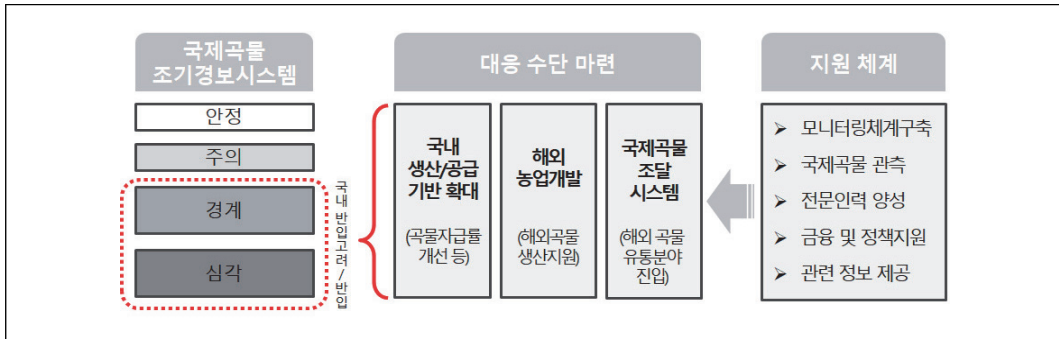 국제곡물
조기경보시스템
안정
주의
경계
심각
국내 반입고려/반입
대응 수단 마련
국내
생산/공급
기반 확대
(곡물자급률
개선 등)
해외
농업개발
(해외곡물
생산지원)
국제곡물
조달
시스템
(해외 곡물
유통분야
진입)
지원 체계
➢ 모니터링체계구축
➢ 국제곡물 관측
➢ 전문인력 양성
➢ 금융 및 정책지원
➢ 관련 정보 제공